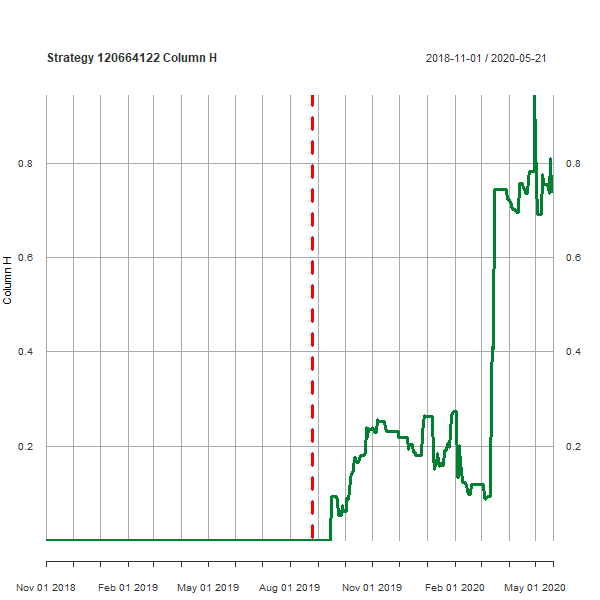 Strategy 120664122 Column H
2018-11-01 / 2020-05-21
0.8
0.8
0.6
0.6
Column H
0.4
0.4
0.2
0.2
Nov 01 2018
Feb 01 2019
May 01 2019
Aug 01 2019
Nov 01 2019
Feb 01 2020
May 01 2020